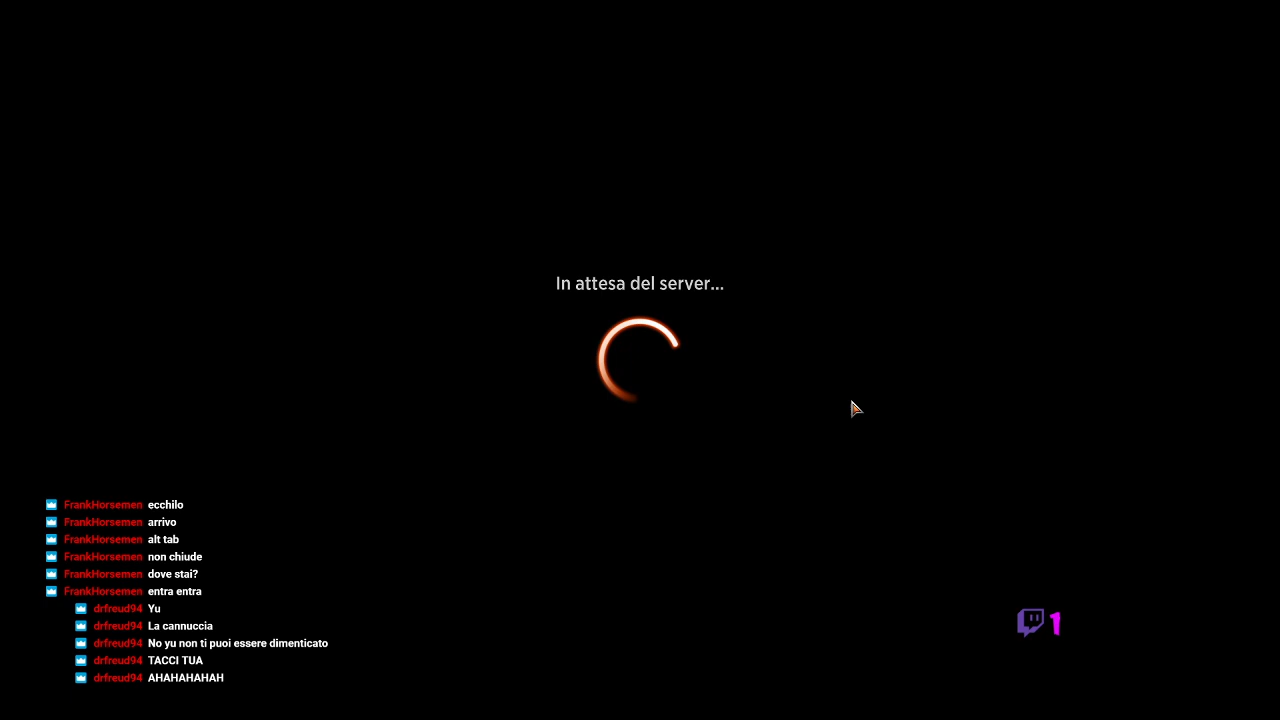 In attesa del server...
FrankHorsemen ecchilo
FrankHorsemen arrivo
FrankHorsemen alt tab
FrankHorsemen non chiude
FrankHorsemen dove stai?
FrankHorsemen entra entra
drfreud94 Yu
drfreud94 La cannuccia
drfreud94 No yu non ti puoi essere dimenticato
drfreud94 TACCI TUA
drfreud94 AHAHAHAHAH
1